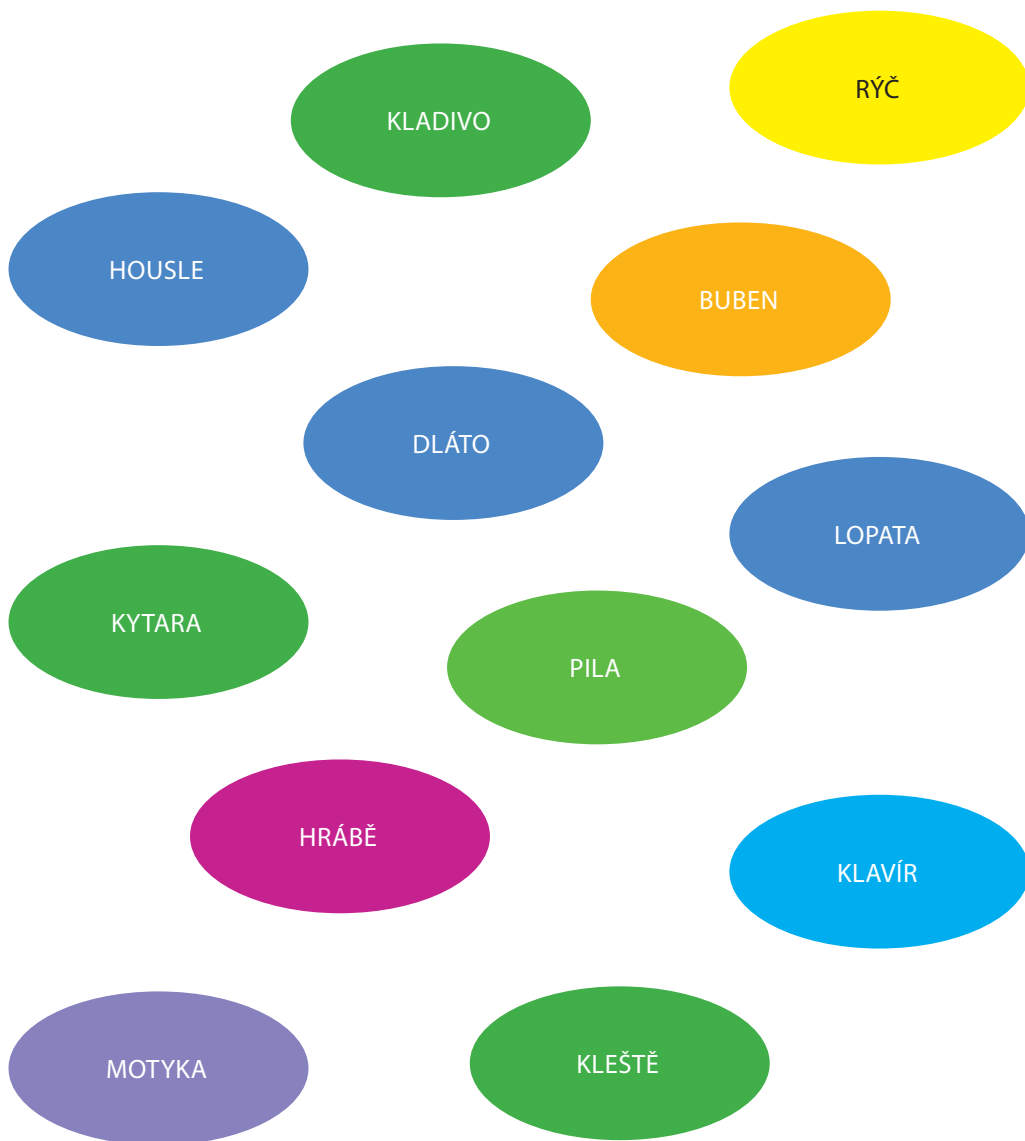 RÝČ
KLADIVO
HOUSLE
BUBEN
DLÁTO
LOPATA
KYTARA
PILA
HRÁBĚ
KLAVÍR
MOTYKA
KLEŠTĚ